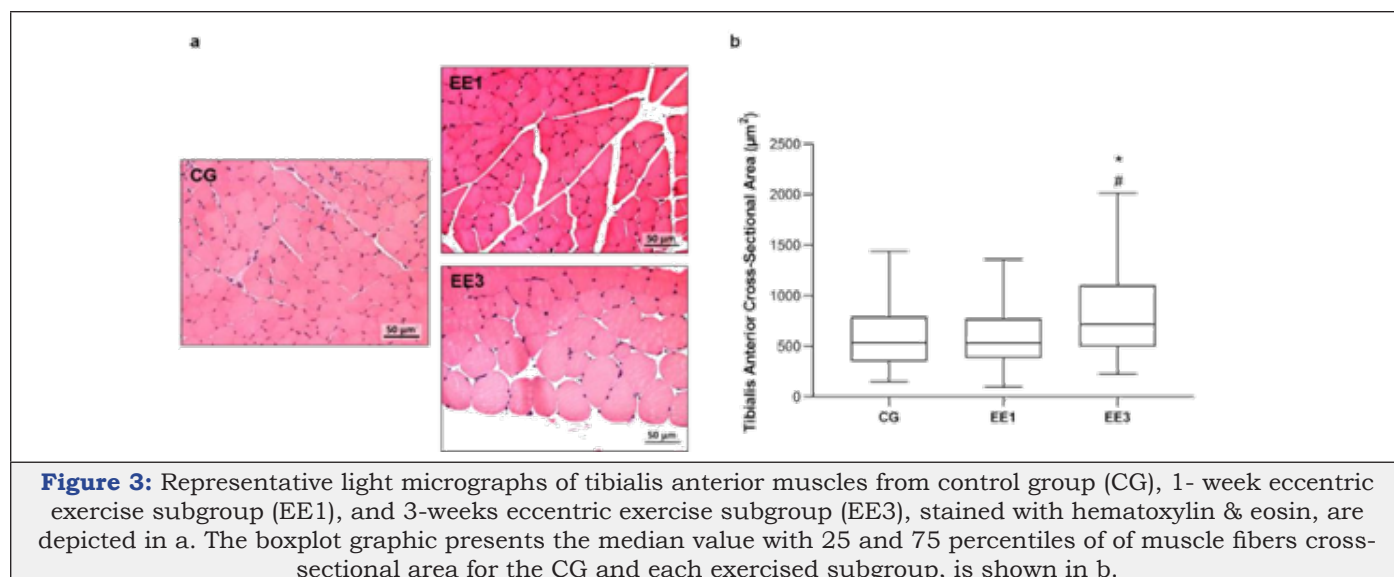 a
b
CG
50 µm
EE1
50 µm
EE3
50 µm
Tibialis Anterior Cross-Sectional Area (µm²)
2500
2000
1500
1000
500
0
*
#
CG
EE1
EE3
Figure 3: Representative light micrographs of tibialis anterior muscles from control group (CG), 1- week eccentric
exercise subgroup (EE1), and 3-weeks eccentric exercise subgroup (EE3), stained with hematoxylin & eosin, are
depicted in a. The boxplot graphic presents the median value with 25 and 75 percentiles of of muscle fibers cross-
sectional area for the CG and each exercised subgroup, is shown in b.